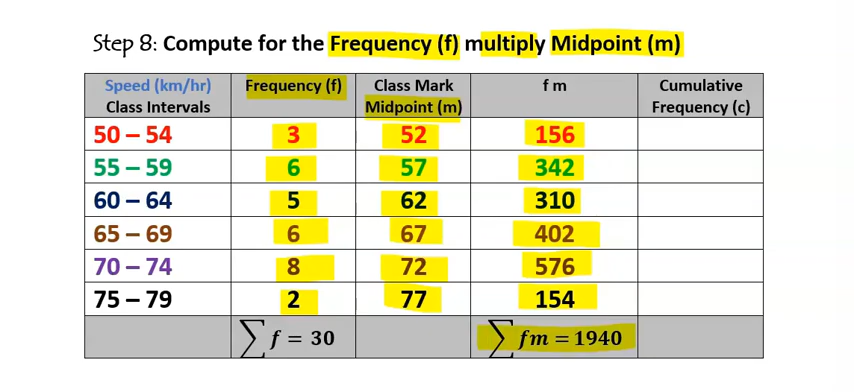 Step 8: Compute for the Frequency (f) multiply Midpoint (m)
Speed (km/hr) Class Intervals Frequency (f) Class Mark Midpoint (m) f m Cumulative Frequency (c)
50 – 54 3 52 156
55 – 59 6 57 342
60 – 64 5 62 310
65 – 69 6 67 402
70 – 74 8 72 576
75 – 79 2 77 154
∑ f = 30 ∑ fm = 1940